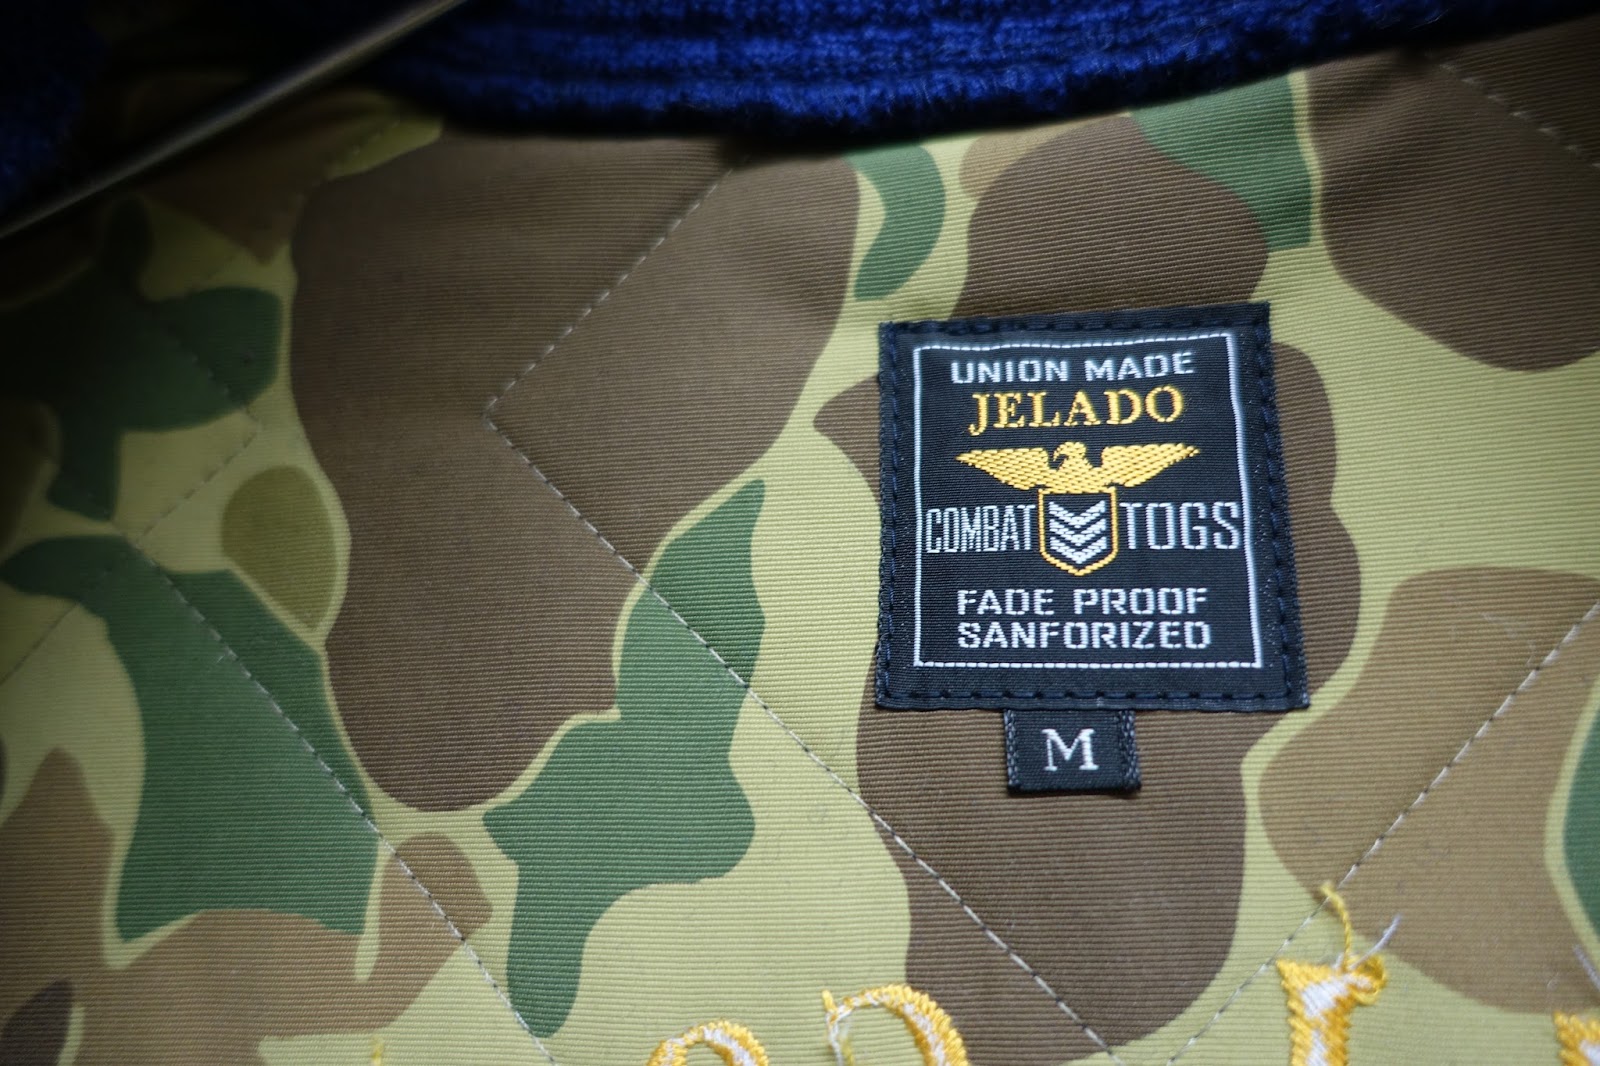 UNION MADE
JELADO
COMBAT TOGS
FADE PROOF
SANFORIZED
M